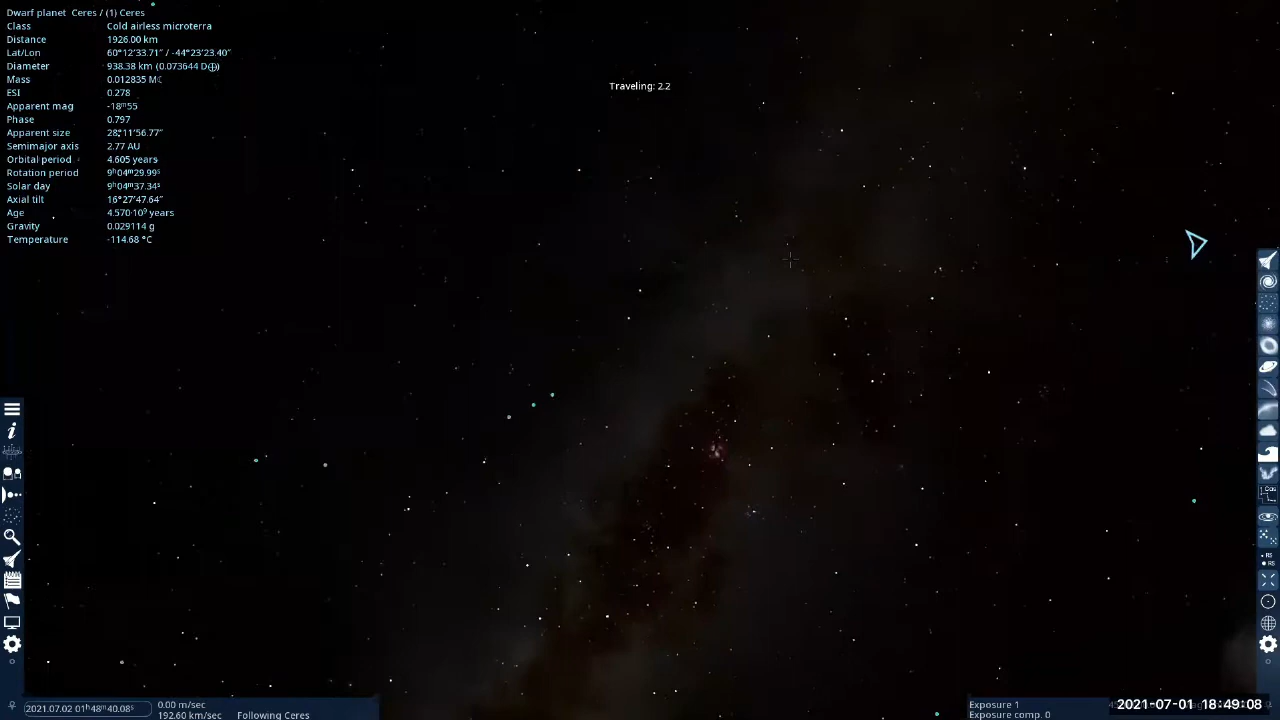 Dwarf planet Ceres / (1) Ceres
Class Cold airless microterra
Distance 1926.00 km
Lat/Lon 60°12′33.71″ / -44°23′23.40″
Diameter 938.38 km (0.073644 D⊕)
Mass 0.012835 M☾
ESI 0.278
Apparent mag -18ᵐ55
Phase 0.797
Apparent size 28°11′56.77″
Semimajor axis 2.77 AU
Orbital period 4.605 years
Rotation period 9ʰ04ᵐ29.99ˢ
Solar day 9ʰ04ᵐ37.34ˢ
Axial tilt 16°27′47.64″
Age 4.570·10⁹ years
Gravity 0.029114 g
Temperature -114.68 °C
Traveling: 2.2
RS
RS
2021.07.02 01ʰ48ᵐ40.08ˢ
0.00 m/sec
192.60 km/sec Following Ceres
Exposure 1
Exposure comp. 0
2021-07-01 18:49:08